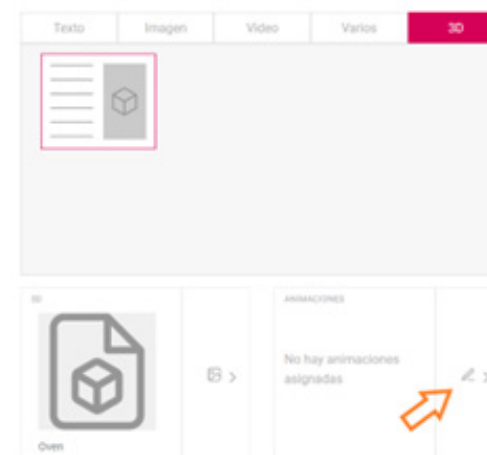 Texto Imagen Video Varios 3D
3D ANIMACIONES
No hay animaciones
asignadas
Oven